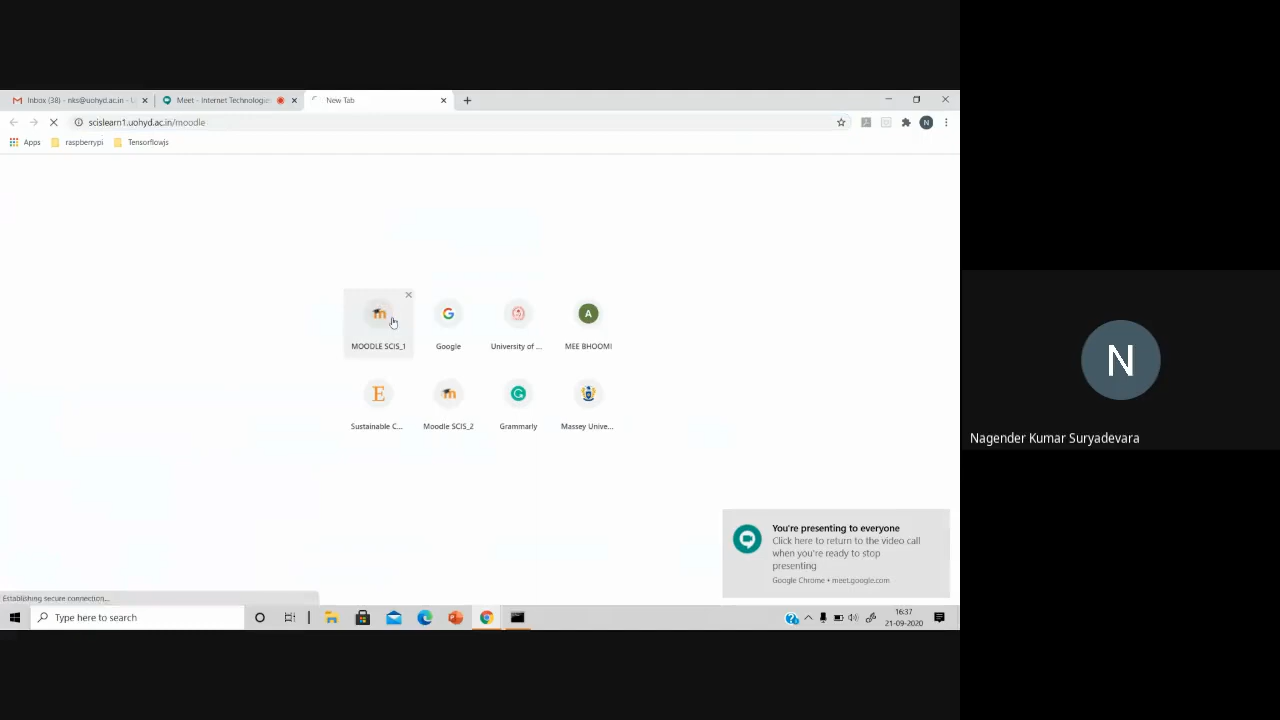 Inbox (38) - nks@uohyd.ac.in - U
Meet - Internet Technologie
New Tab
scislearn1.uohyd.ac.in/moodle
N
Apps
raspberrypi
Tensorflowjs
MOODLE SCIS_1
Google
University of ...
MEE BHOOMI
A
E
Sustainable C...
Moodle SCIS_2
Grammarly
Massey Unive...
You're presenting to everyone
Click here to return to the video call
when you're ready to stop
presenting
Google Chrome • meet.google.com
Establishing secure connection...
Type here to search
16:37
21-09-2020
N
Nagender Kumar Suryadevara